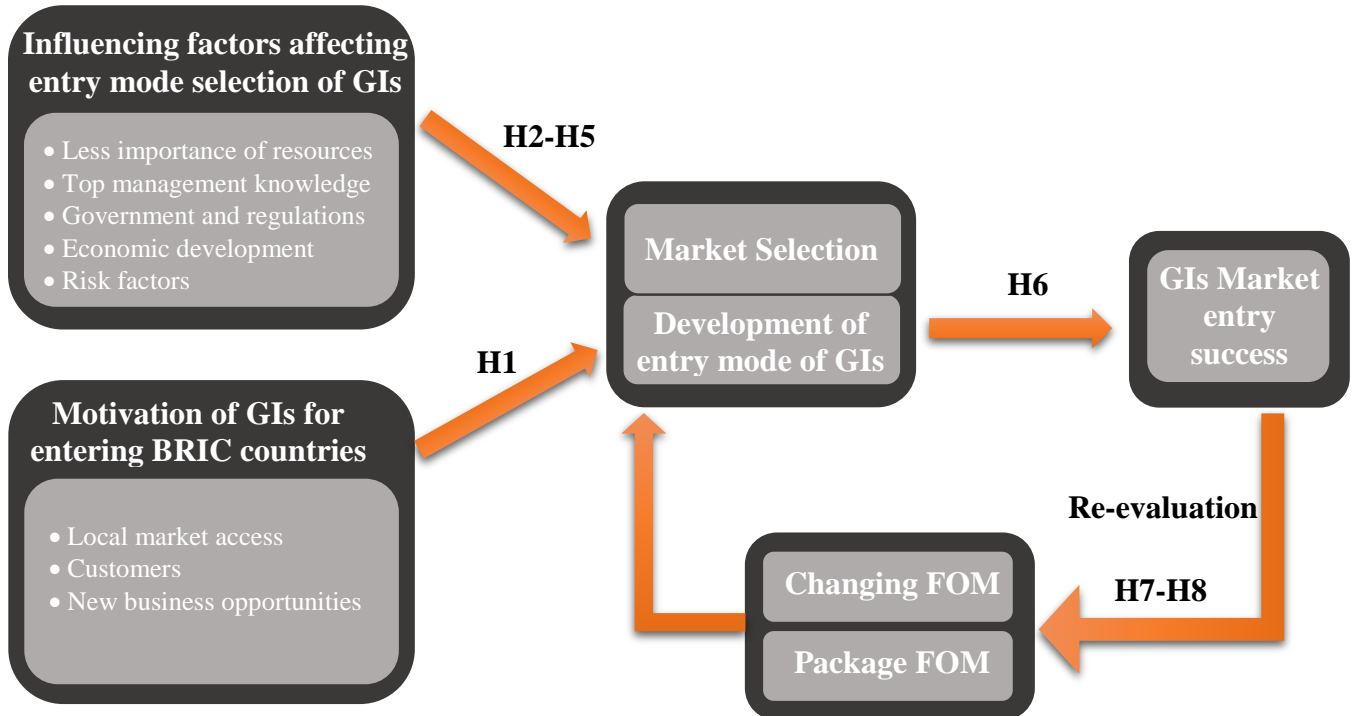 Influencing factors affecting
entry mode selection of GIs
• Less importance of resources
• Top management knowledge
• Government and regulations
• Economic development
• Risk factors
H2-H5
Market Selection
Development of
entry mode of GIs
H6
GIs Market
entry
success
H1
Motivation of GIs for
entering BRIC countries
• Local market access
• Customers
• New business opportunities
Re-evaluation
H7-H8
Changing FOM
Package FOM